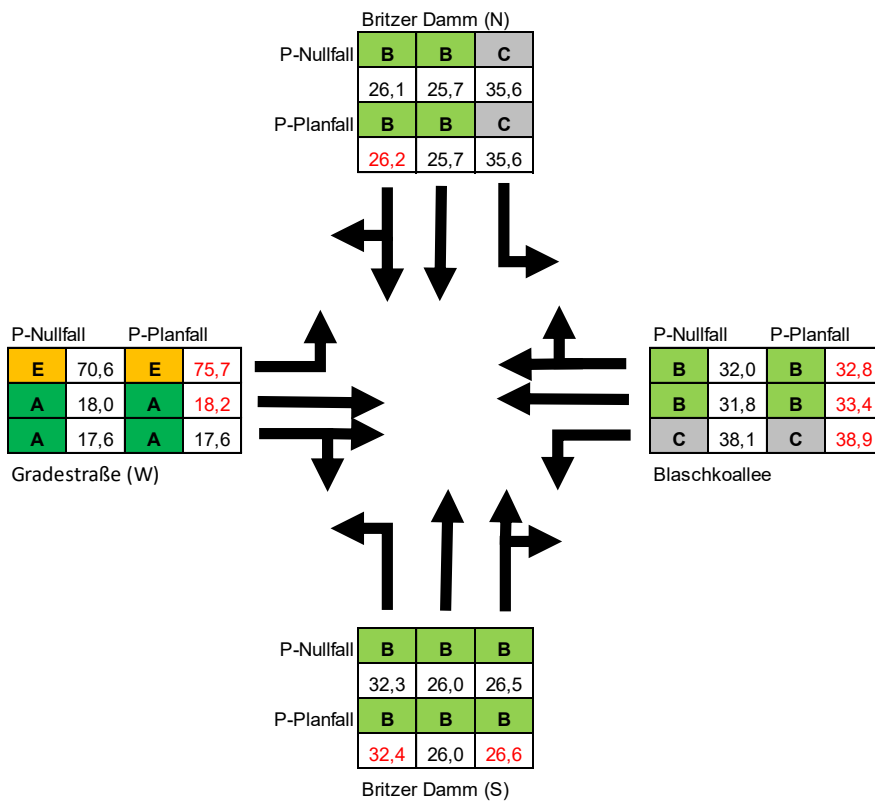 Britzer Damm (N)
P-Nullfall B B C
26,1 25,7 35,6
P-Planfall B B C
26,2 25,7 35,6
P-Nullfall P-Planfall
E 70,6 E 75,7
A 18,0 A 18,2
A 17,6 A 17,6
Gradestraße (W)
P-Nullfall P-Planfall
B 32,0 B 32,8
B 31,8 B 33,4
C 38,1 C 38,9
Blaschkoallee
P-Nullfall B B B
32,3 26,0 26,5
P-Planfall B B B
32,4 26,0 26,6
Britzer Damm (S)